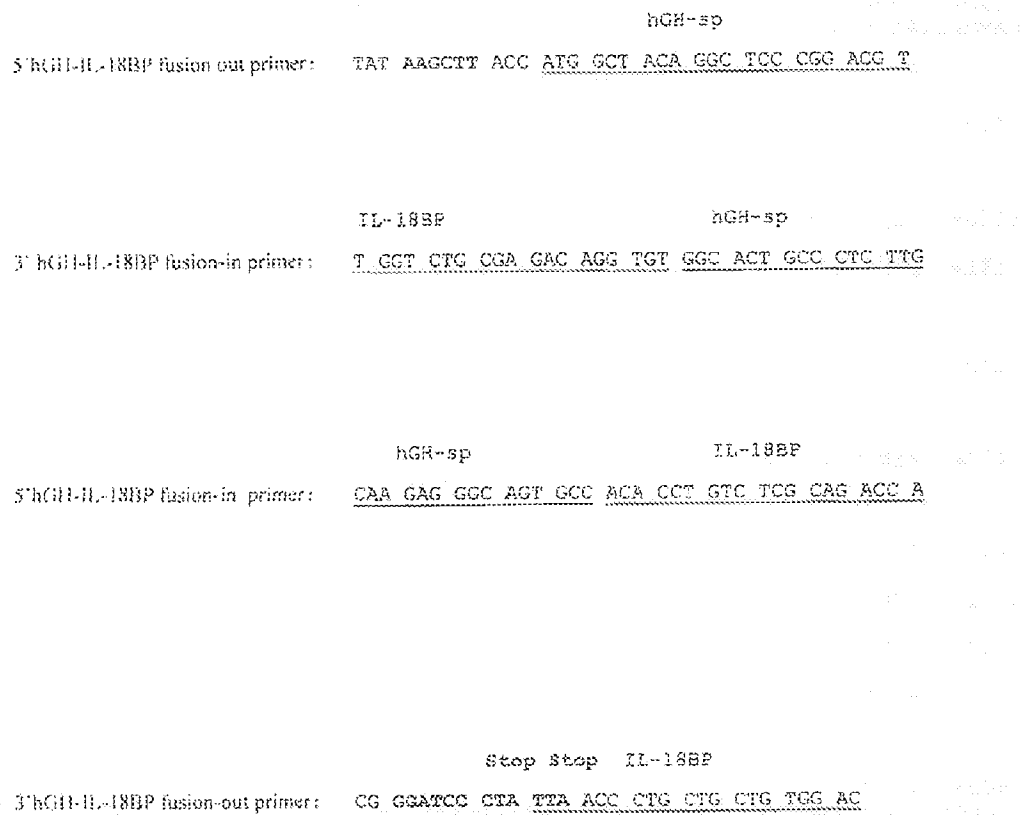 hGH-sp
5'hGH-IL-18BP fusion out primer: TAT AAGCTT ACC ATG GCT ACA GGC TCC CGG ACG T
IL-18BP hGH-sp
3' hGH-IL-18BP fusion-in primer: T GGT CTG CGA GAC AGG TGT GGC ACT GCC CTC TTG
hGH-sp IL-18BP
5'hGH-IL-18BP fusion-in primer: CAA GAG GGC AGT GCC ACA CCT GTC TCG CAG ACC A
Stop Stop IL-18BP
3'hGH-IL-18BP fusion-out primer: CG GGATCC CTA TTA ACC CTG CTG CTG TGG AC